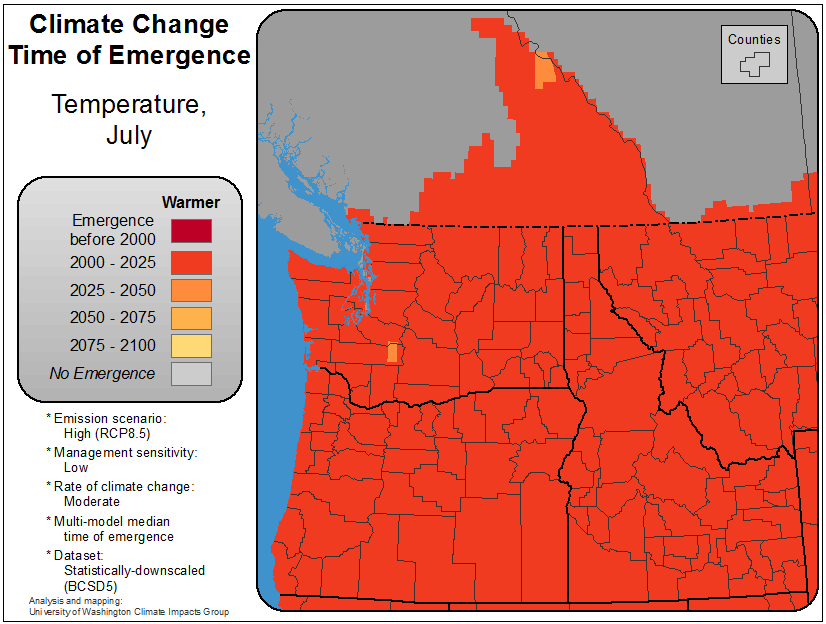 Climate Change
Time of Emergence
Temperature,
July
Warmer
Emergence
before 2000
2000 - 2025
2025 - 2050
2050 - 2075
2075 - 2100
No Emergence
* Emission scenario:
High (RCP8.5)
* Management sensitivity:
Low
* Rate of climate change:
Moderate
* Multi-model median
time of emergence
* Dataset:
Statistically-downscaled
(BCSD5)
Analysis and mapping:
University of Washington Climate Impacts Group
Counties